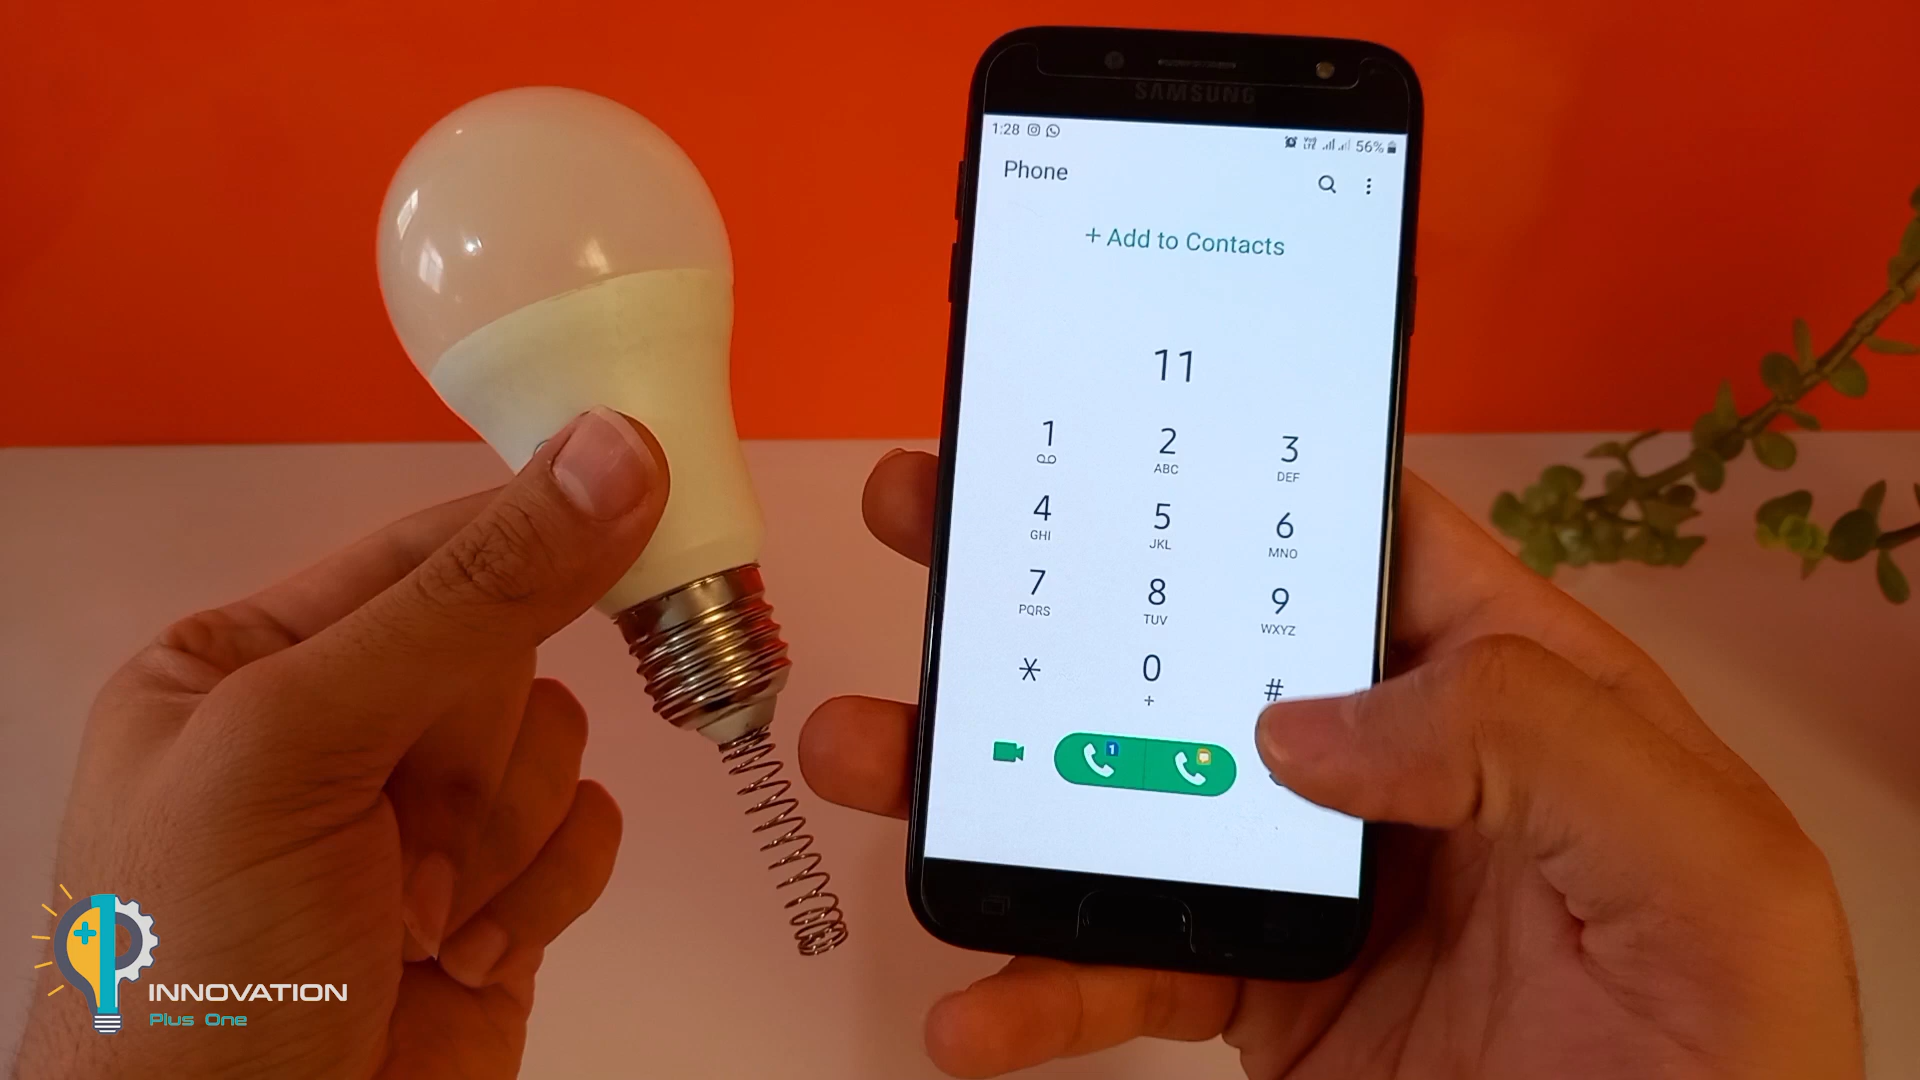 SAMSUNG
1:28
VoLTE 56%
Phone
+ Add to Contacts
11
1 2 3
ABC DEF
4 5 6
GHI JKL MNO
7 8 9
PQRS TUV WXYZ
* 0 #
+
1
INNOVATION
Plus One